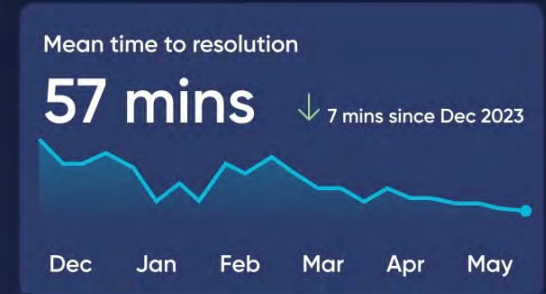 Mean time to resolution
57 mins
↓ 7 mins since Dec 2023
Dec Jan Feb Mar Apr May